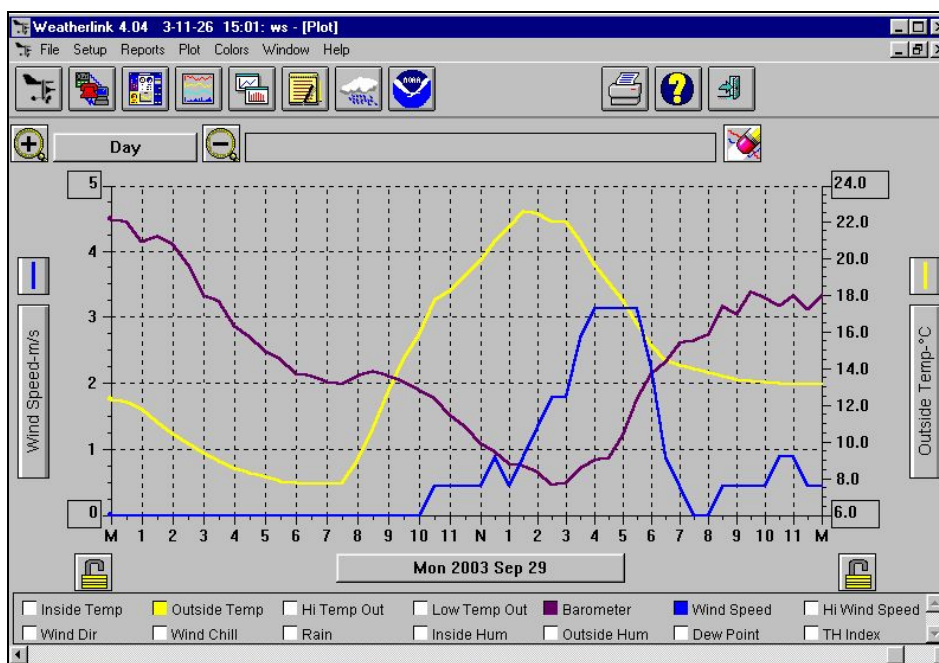 Weatherlink 4.04 3-11-26 15:01: ws - [Plot]
File Setup Reports Plot Colors Window Help
NOAA
Day
5 24.0
22.0
4 20.0
3 18.0
16.0
2 14.0
12.0
1 10.0
8.0
0 6.0
Wind Speed-m/s
Outside Temp-°C
M 1 2 3 4 5 6 7 8 9 10 11 N 1 2 3 4 5 6 7 8 9 10 11 M
Mon 2003 Sep 29
Inside Temp Outside Temp Hi Temp Out Low Temp Out Barometer Wind Speed Hi Wind Speed
Wind Dir Wind Chill Rain Inside Hum Outside Hum Dew Point TH Index